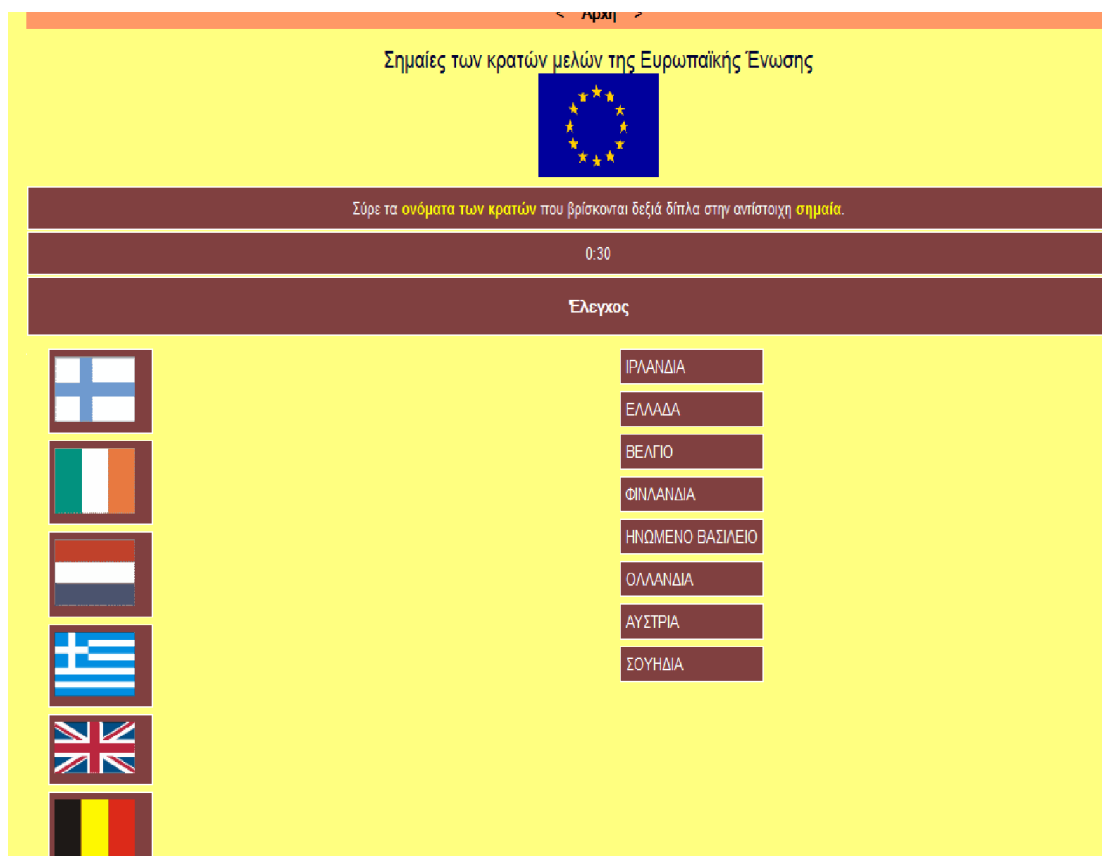 < Αρχή >
Σημαίες των κρατών μελών της Ευρωπαϊκής Ένωσης
Σύρε τα ονόματα των κρατών που βρίσκονται δεξιά δίπλα στην αντίστοιχη σημαία.
0:30
Έλεγχος
ΙΡΛΑΝΔΙΑ
ΕΛΛΑΔΑ
ΒΕΛΓΙΟ
ΦΙΝΛΑΝΔΙΑ
ΗΝΩΜΕΝΟ ΒΑΣΙΛΕΙΟ
ΟΛΛΑΝΔΙΑ
ΑΥΣΤΡΙΑ
ΣΟΥΗΔΙΑ